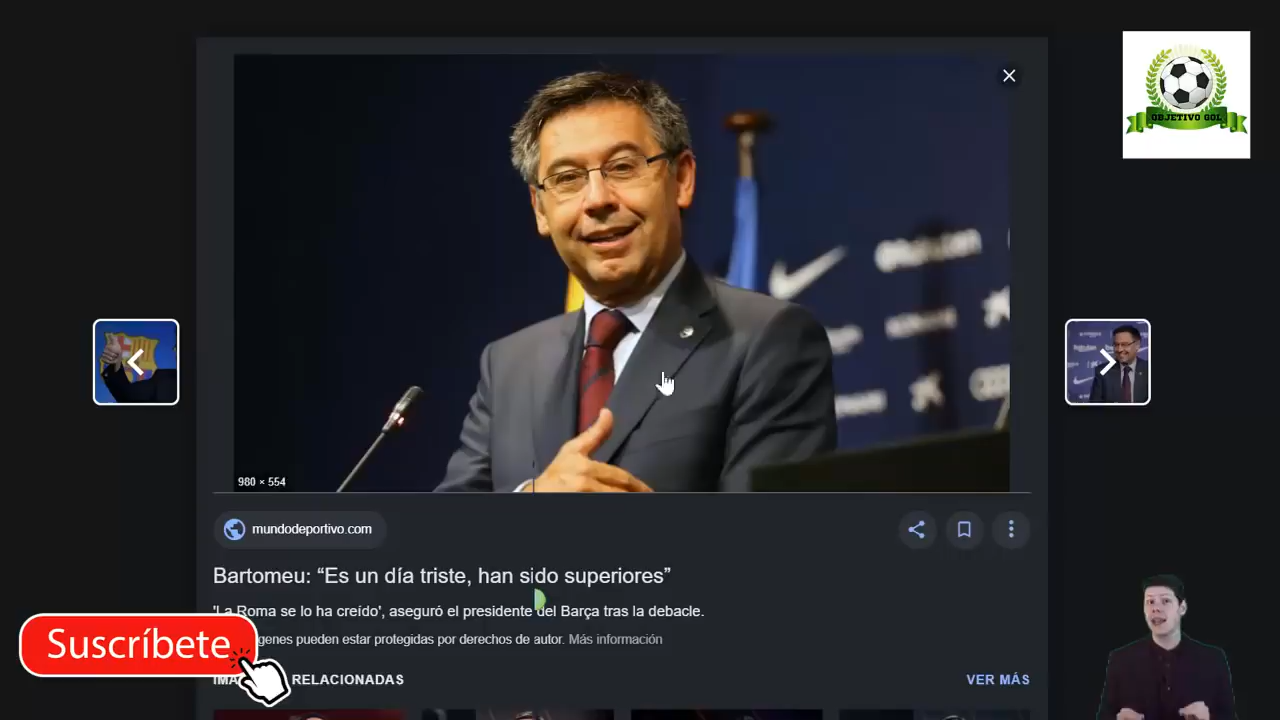 OBJETIVO GOL
980 × 554
mundodeportivo.com
Bartomeu: “Es un día triste, han sido superiores”
'La Roma se lo ha creído', aseguró el presidente del Barça tras la debacle.
genes pueden estar protegidas por derechos de autor. Más información
Suscríbete
RELACIONADAS
VER MÁS